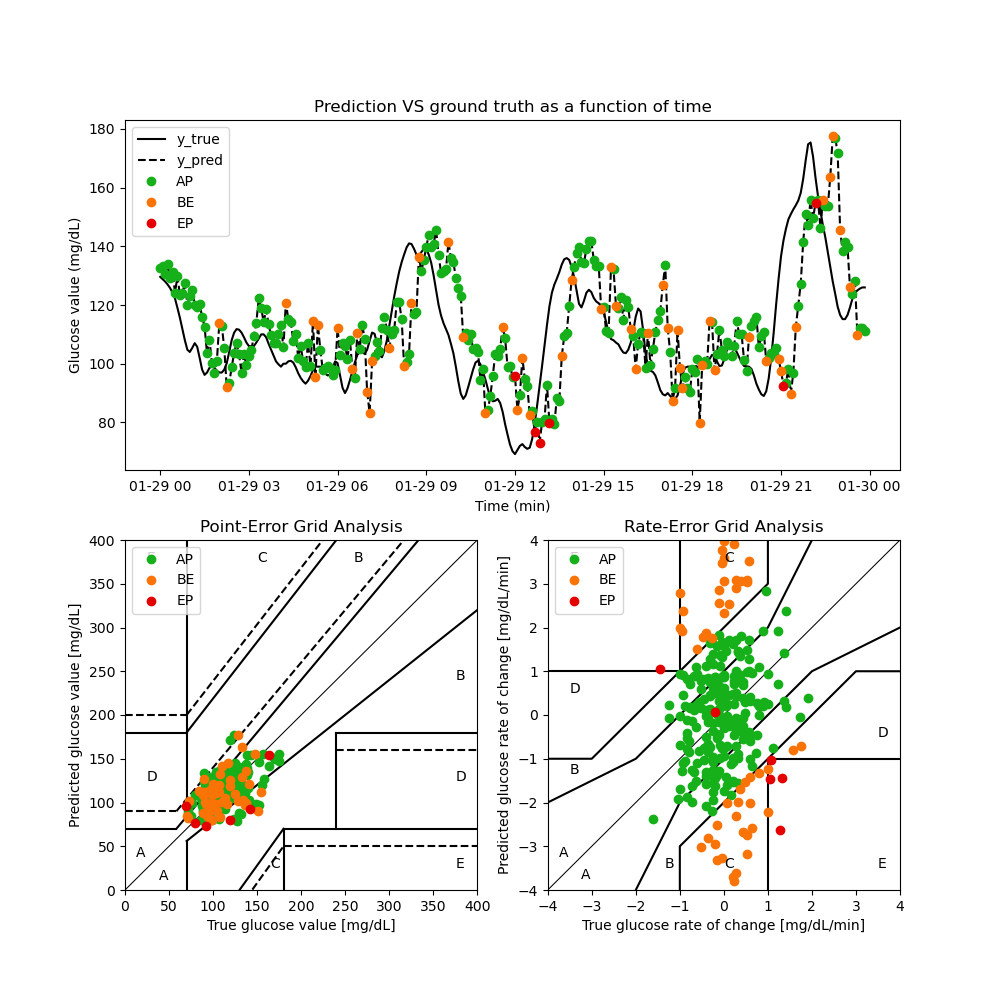 Prediction VS ground truth as a function of time
y_true
y_pred
AP
BE
EP
180
160
140
120
100
80
Glucose value (mg/dL)
01-29 00 01-29 03 01-29 06 01-29 09 01-29 12 01-29 15 01-29 18 01-29 21 01-30 00
Time (min)
Point-Error Grid Analysis
AP
BE
EP
C
B
B
D
D
A
A
C
E
400
350
300
250
200
150
100
50
0
Predicted glucose value [mg/dL]
0 50 100 150 200 250 300 350 400
True glucose value [mg/dL]
Rate-Error Grid Analysis
AP
BE
EP
C
D
D
B
A
A
B
C
E
4
3
2
1
0
−1
−2
−3
−4
Predicted glucose rate of change [mg/dL/min]
−4 −3 −2 −1 0 1 2 3 4
True glucose rate of change [mg/dL/min]